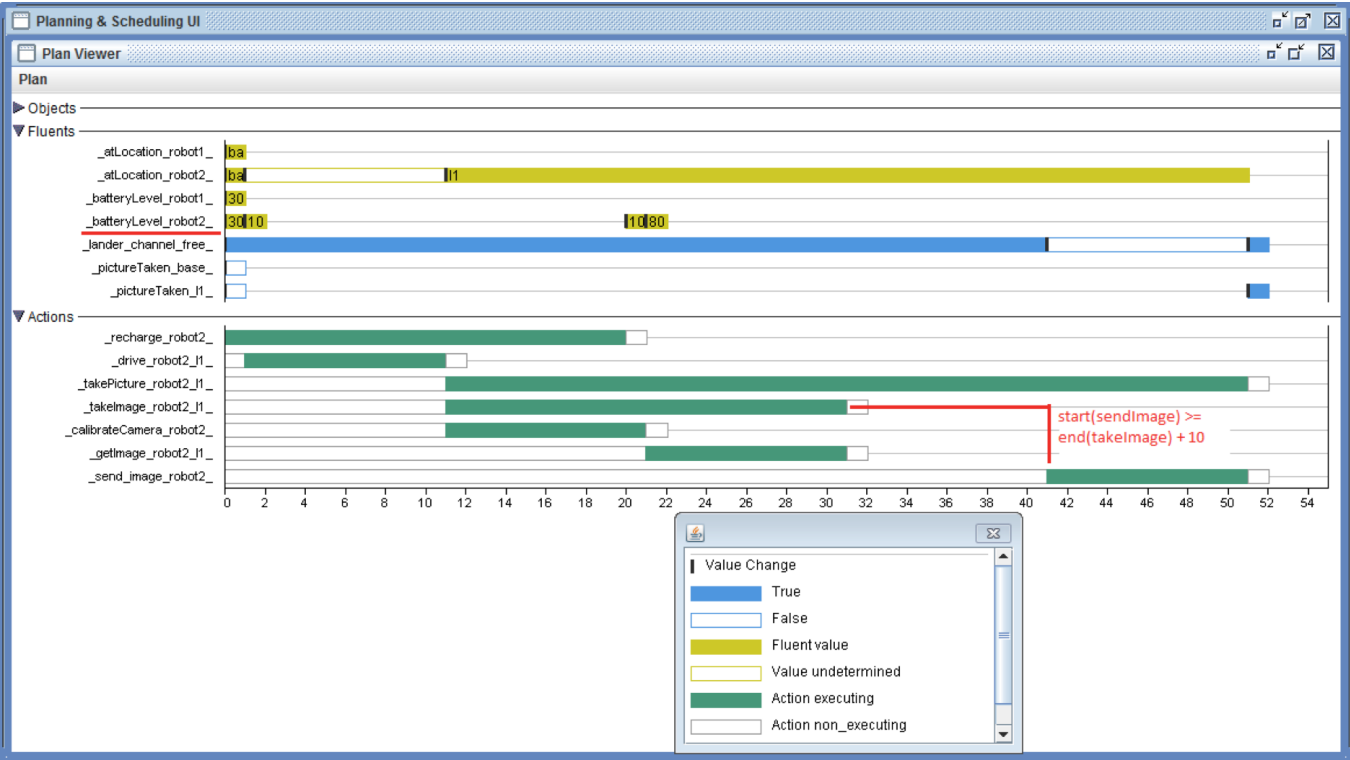 Planning & Scheduling UI
Plan Viewer
Plan
Objects
Fluents
_atLocation_robot1_ ba
_atLocation_robot2_ ba l1
_batteryLevel_robot1_ 30
_batteryLevel_robot2_ 30 10 10 80
_lander_channel_free_
_pictureTaken_base_
_pictureTaken_l1_
Actions
_recharge_robot2_
_drive_robot2_l1_
_takePicture_robot2_l1_
_takeImage_robot2_l1_
start(sendImage) >=
end(takeImage) + 10
_calibrateCamera_robot2_
_getImage_robot2_l1_
_send_image_robot2_
0 2 4 6 8 10 12 14 16 18 20 22 24 26 28 30 32 34 36 38 40 42 44 46 48 50 52 54
Value Change
True
False
Fluent value
Value undetermined
Action executing
Action non_executing